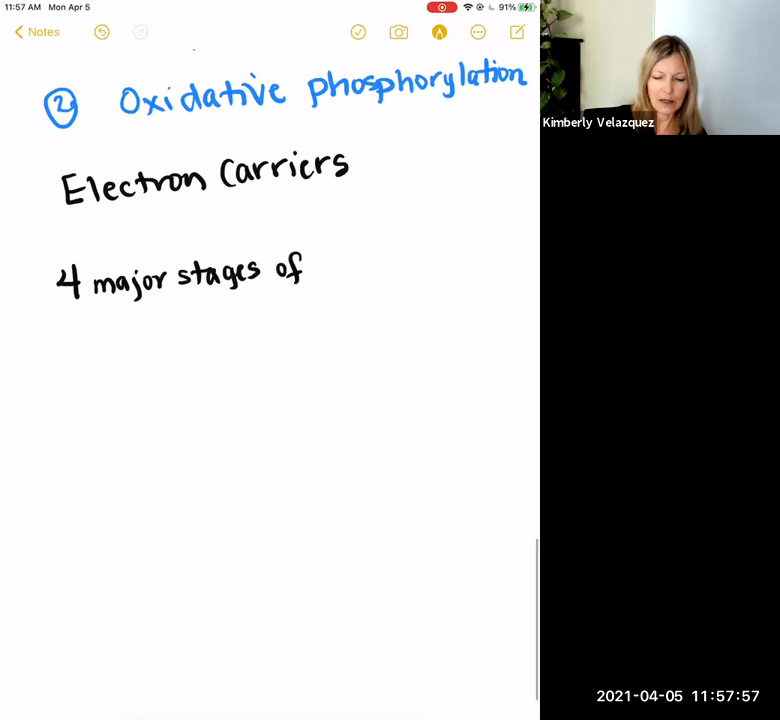 11:57 AM Mon Apr 5
91%
Notes
2 Oxidative phosphorylation
Electron Carriers
4 major stages of
Kimberly Velazquez
2021-04-05 11:57:57